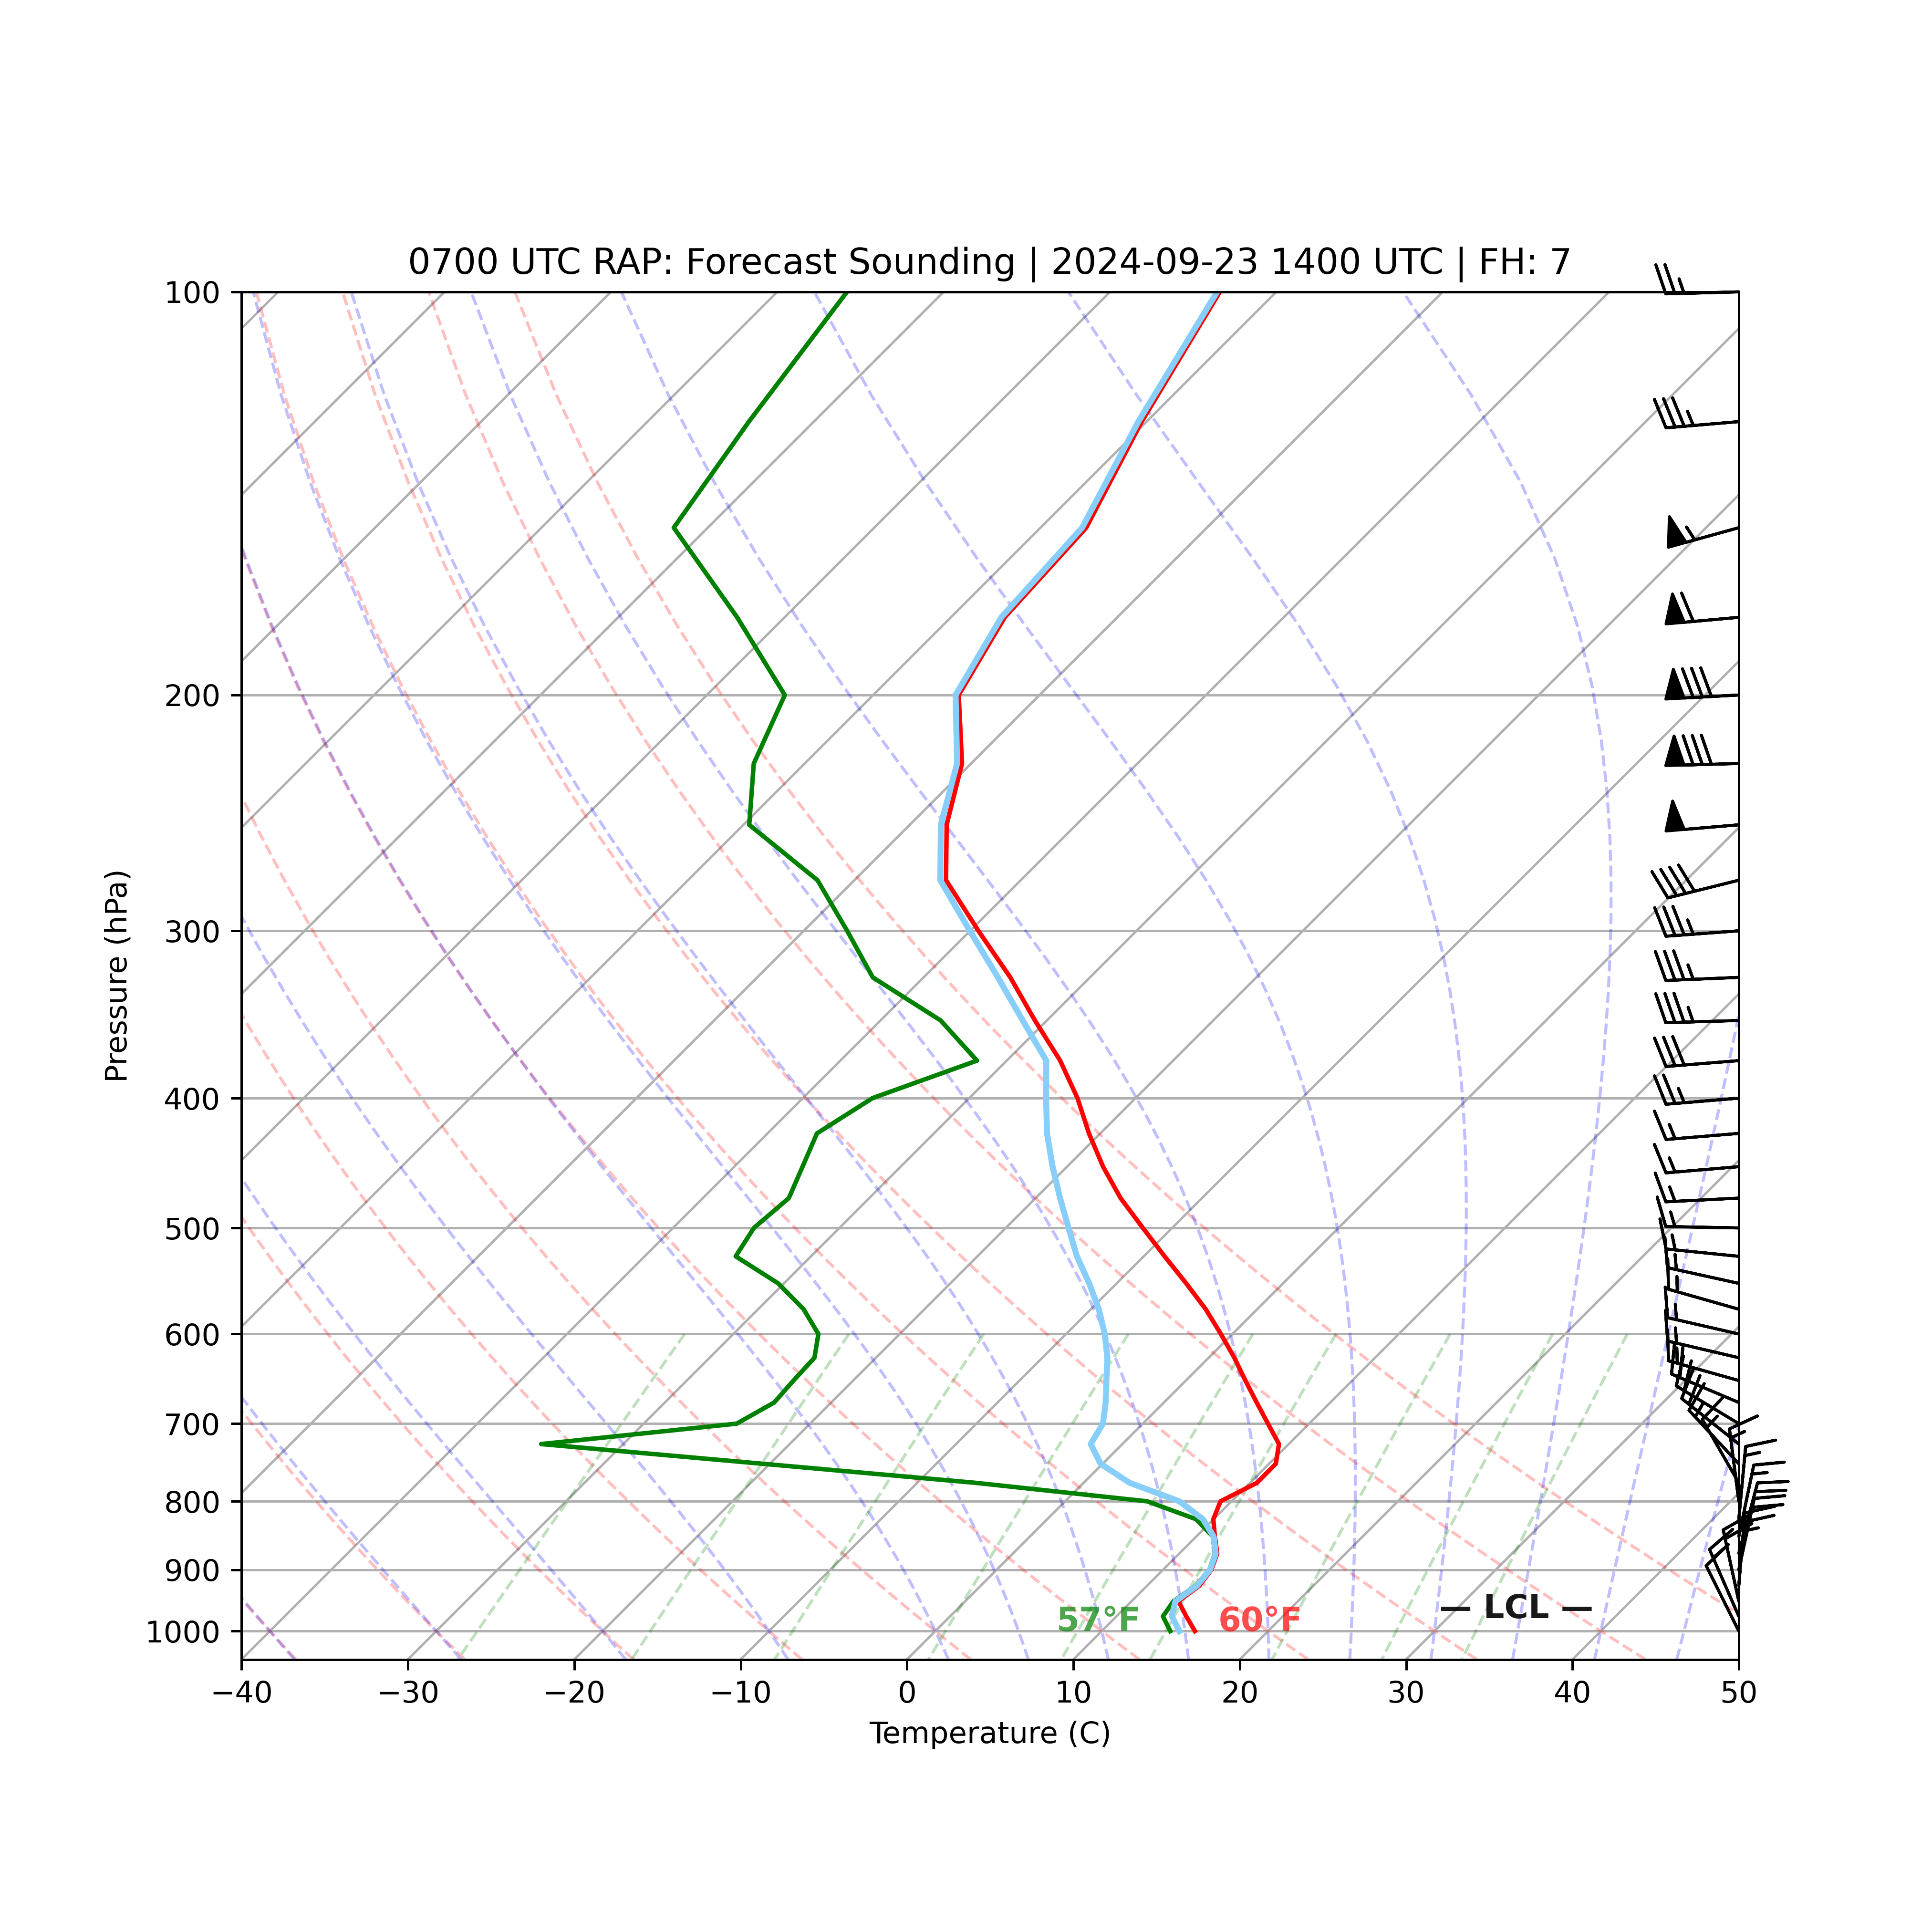 0700 UTC RAP: Forecast Sounding | 2024-09-23 1400 UTC | FH: 7
100
200
300
400
500
600
700
800
900
1000
Pressure (hPa)
57°F 60°F — LCL —
−40 −30 −20 −10 0 10 20 30 40 50
Temperature (C)